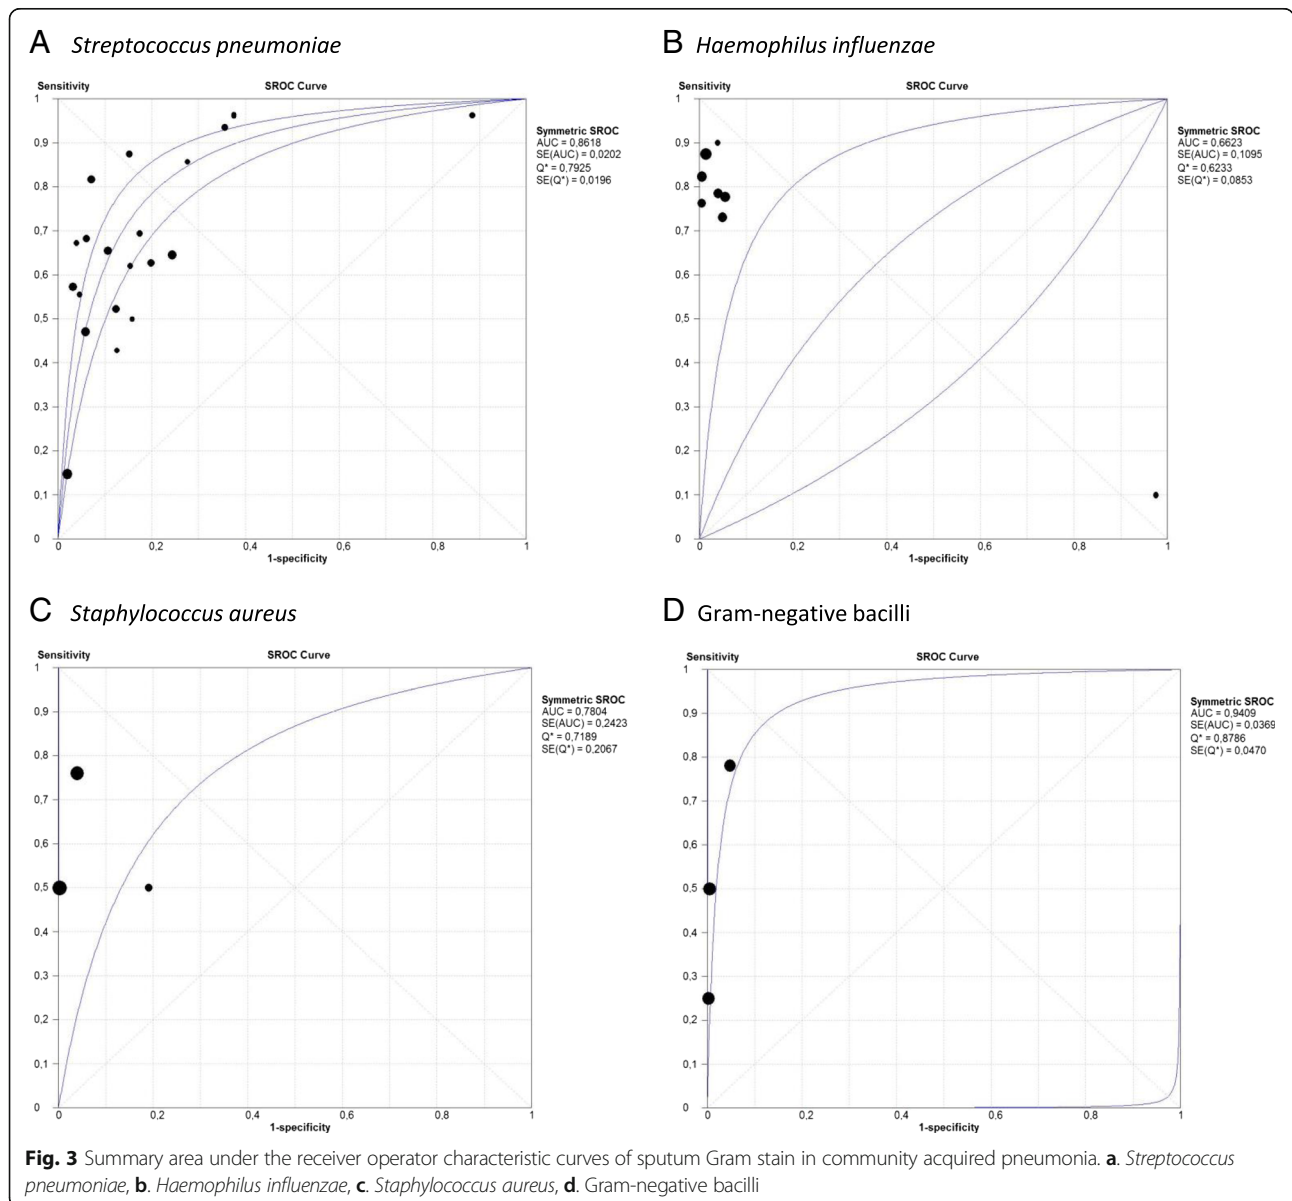 A Streptococcus pneumoniae
Sensitivity
SROC Curve
1
0,9
0,8
0,7
0,6
0,5
0,4
0,3
0,2
0,1
0
0 0,2 0,4 0,6 0,8 1
1-specificity
Symmetric SROC
AUC = 0,8618
SE(AUC) = 0,0202
Q* = 0,7925
SE(Q*) = 0,0196
B Haemophilus influenzae
Sensitivity
SROC Curve
1
0,9
0,8
0,7
0,6
0,5
0,4
0,3
0,2
0,1
0
0 0,2 0,4 0,6 0,8 1
1-specificity
Symmetric SROC
AUC = 0,6623
SE(AUC) = 0,1095
Q* = 0,6233
SE(Q*) = 0,0853
C Staphylococcus aureus
Sensitivity
SROC Curve
1
0,9
0,8
0,7
0,6
0,5
0,4
0,3
0,2
0,1
0
0 0,2 0,4 0,6 0,8 1
1-specificity
Symmetric SROC
AUC = 0,7804
SE(AUC) = 0,2423
Q* = 0,7189
SE(Q*) = 0,2067
D Gram-negative bacilli
Sensitivity
SROC Curve
1
0,9
0,8
0,7
0,6
0,5
0,4
0,3
0,2
0,1
0
0 0,2 0,4 0,6 0,8 1
1-specificity
Symmetric SROC
AUC = 0,9409
SE(AUC) = 0,0369
Q* = 0,8786
SE(Q*) = 0,0470
Fig. 3 Summary area under the receiver operator characteristic curves of sputum Gram stain in community acquired pneumonia. a. Streptococcus
pneumoniae, b. Haemophilus influenzae, c. Staphylococcus aureus, d. Gram-negative bacilli